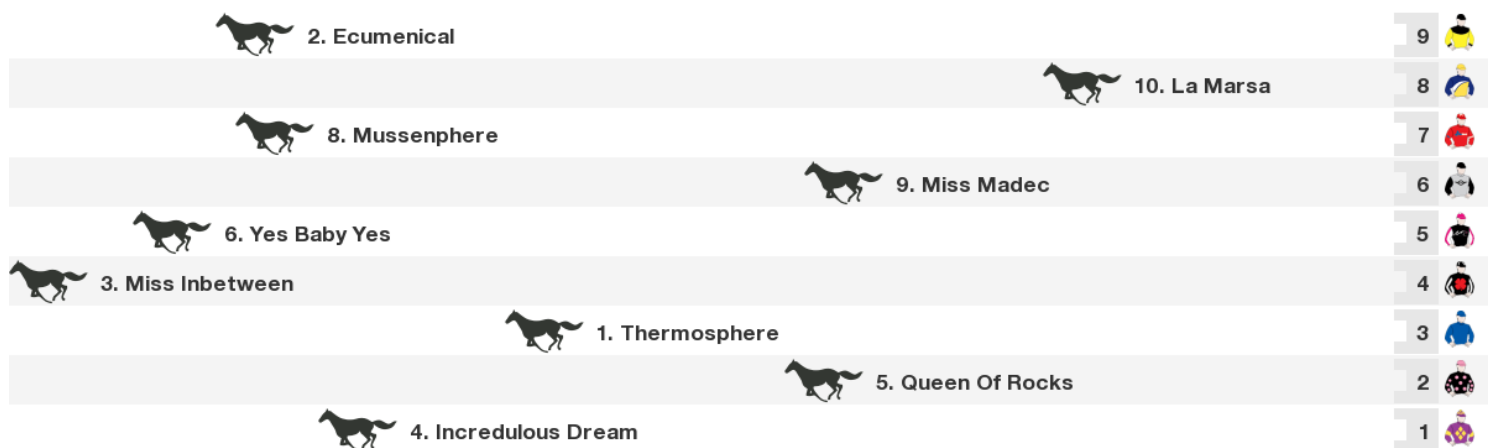 2. Ecumenical 9
10. La Marsa 8
8. Mussenphere 7
9. Miss Madec 6
6. Yes Baby Yes 5
3. Miss Inbetween 4
1. Thermosphere 3
5. Queen Of Rocks 2
4. Incredulous Dream 1